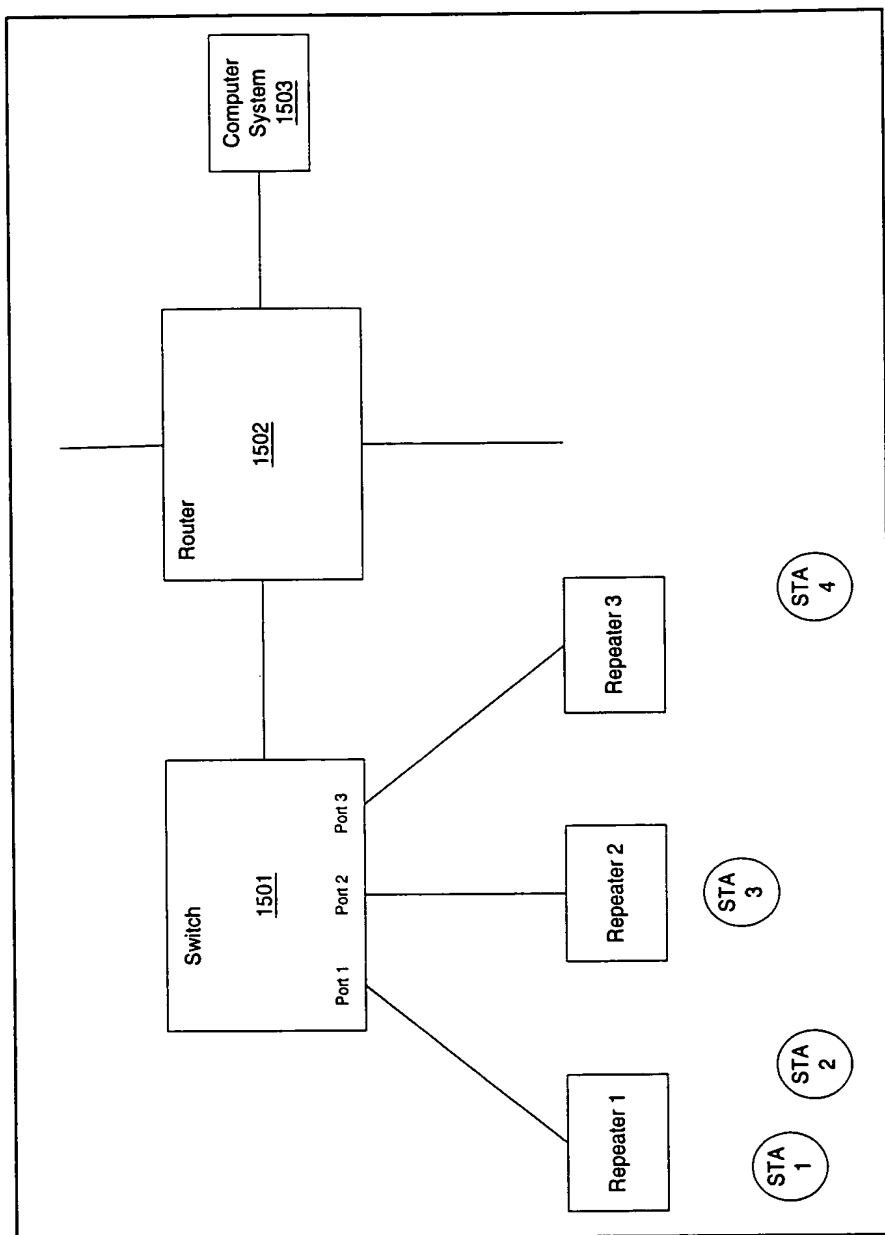 Switch
1501
Port 1
Port 2
Port 3
Router
1502
Computer
System
1503
Repeater 1
Repeater 2
Repeater 3
STA
1
STA
2
STA
3
STA
4